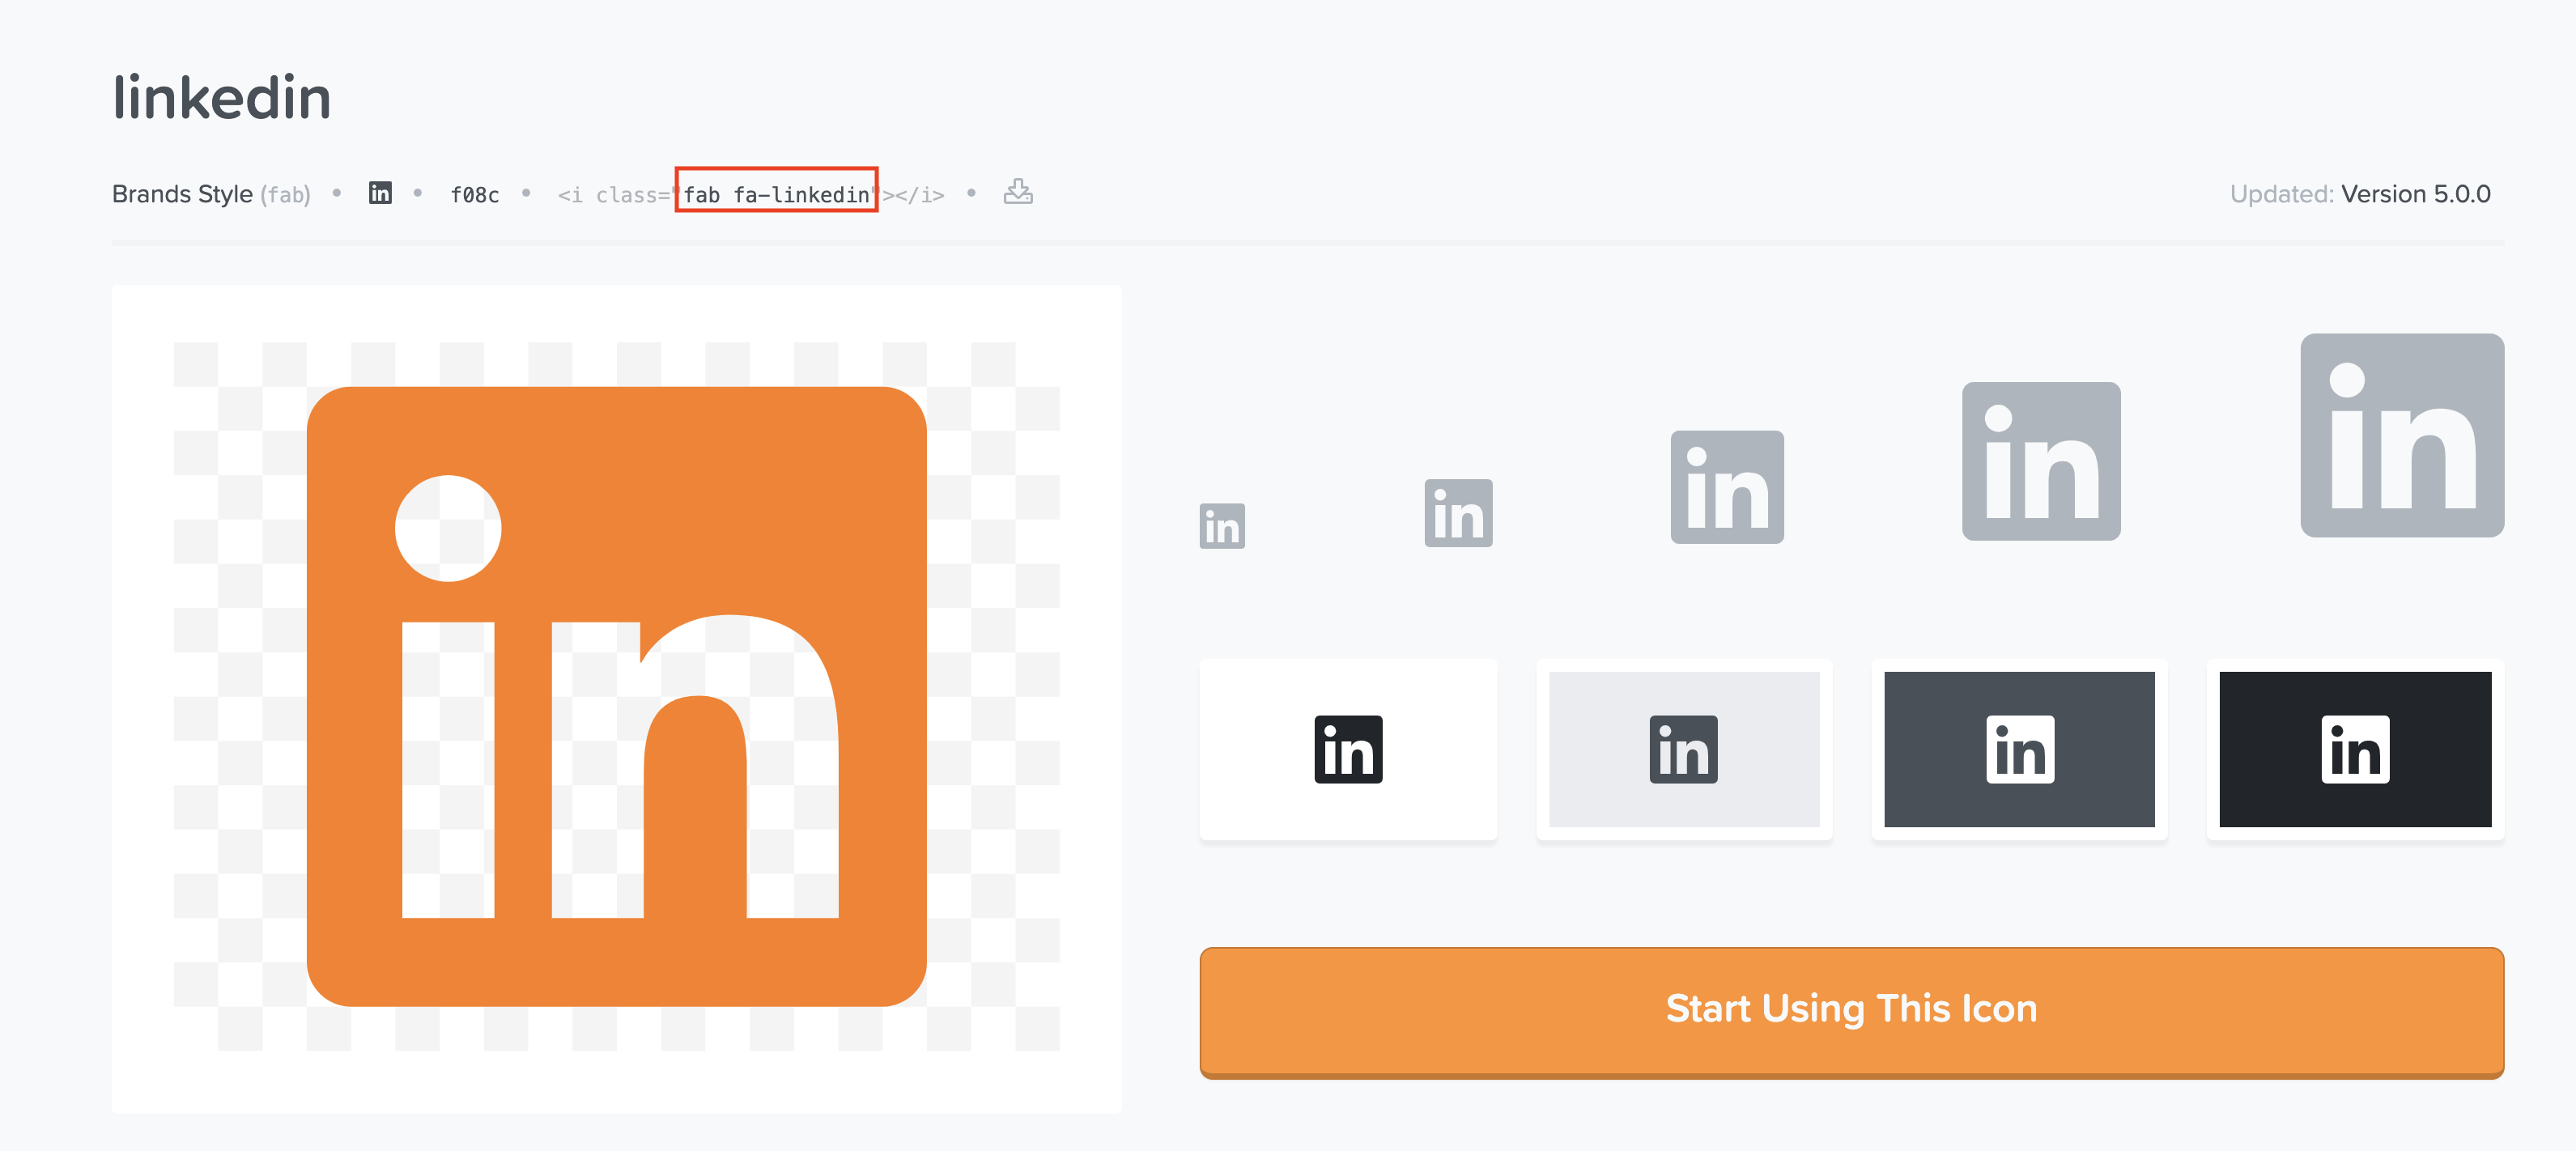 linkedin
Brands Style (fab) • in • f08c • <i class="fab fa-linkedin"></i> • Updated: Version 5.0.0
in
in in in in in
in in in in
Start Using This Icon